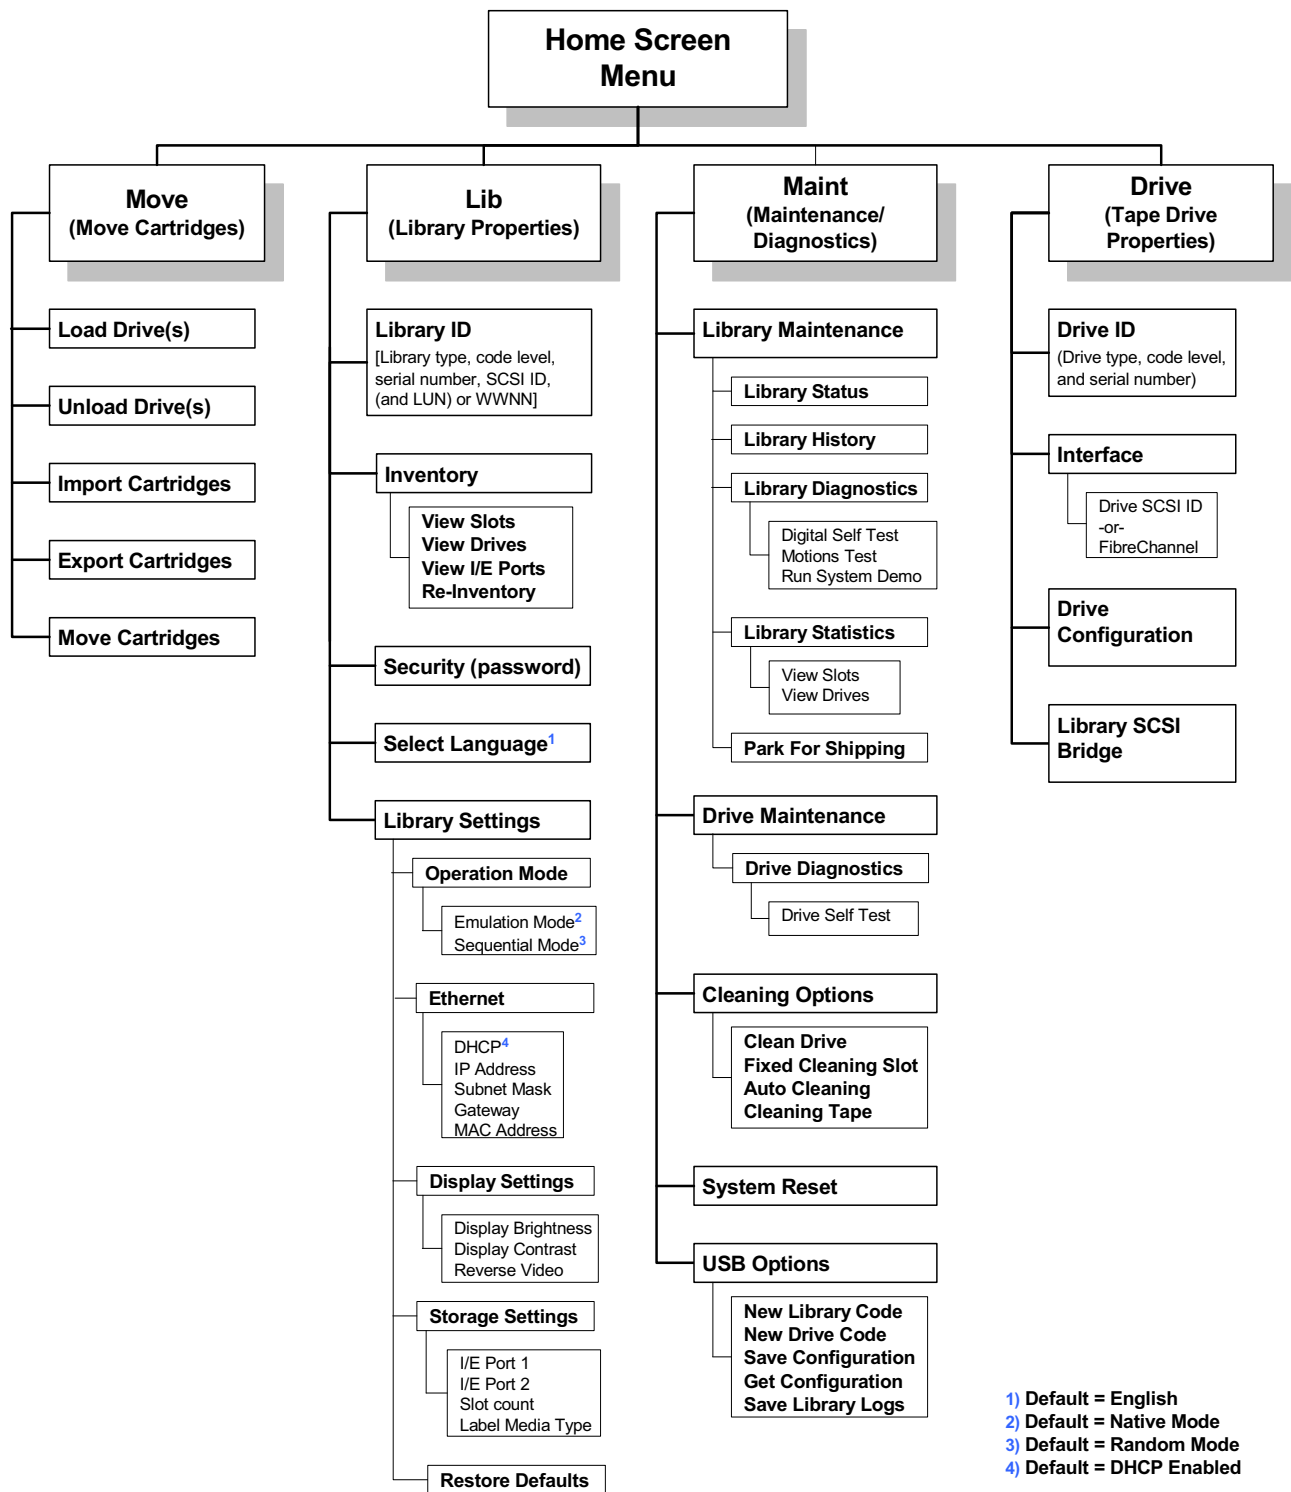 Home Screen
Menu
Move
(Move Cartridges)
Load Drive(s)
Unload Drive(s)
Import Cartridges
Export Cartridges
Move Cartridges
Lib
(Library Properties)
Library ID
[Library type, code level,
serial number, SCSI ID,
(and LUN) or WWNN]
Inventory
View Slots
View Drives
View I/E Ports
Re-Inventory
Security (password)
Select Language1
Library Settings
Operation Mode
Emulation Mode2
Sequential Mode3
Ethernet
DHCP4
IP Address
Subnet Mask
Gateway
MAC Address
Display Settings
Display Brightness
Display Contrast
Reverse Video
Storage Settings
I/E Port 1
I/E Port 2
Slot count
Label Media Type
Restore Defaults
Maint
(Maintenance/
Diagnostics)
Library Maintenance
Library Status
Library History
Library Diagnostics
Digital Self Test
Motions Test
Run System Demo
Library Statistics
View Slots
View Drives
Park For Shipping
Drive Maintenance
Drive Diagnostics
Drive Self Test
Cleaning Options
Clean Drive
Fixed Cleaning Slot
Auto Cleaning
Cleaning Tape
System Reset
USB Options
New Library Code
New Drive Code
Save Configuration
Get Configuration
Save Library Logs
Drive
(Tape Drive
Properties)
Drive ID
(Drive type, code level,
and serial number)
Interface
Drive SCSI ID
-or-
FibreChannel
Drive
Configuration
Library SCSI
Bridge
1) Default = English
2) Default = Native Mode
3) Default = Random Mode
4) Default = DHCP Enabled